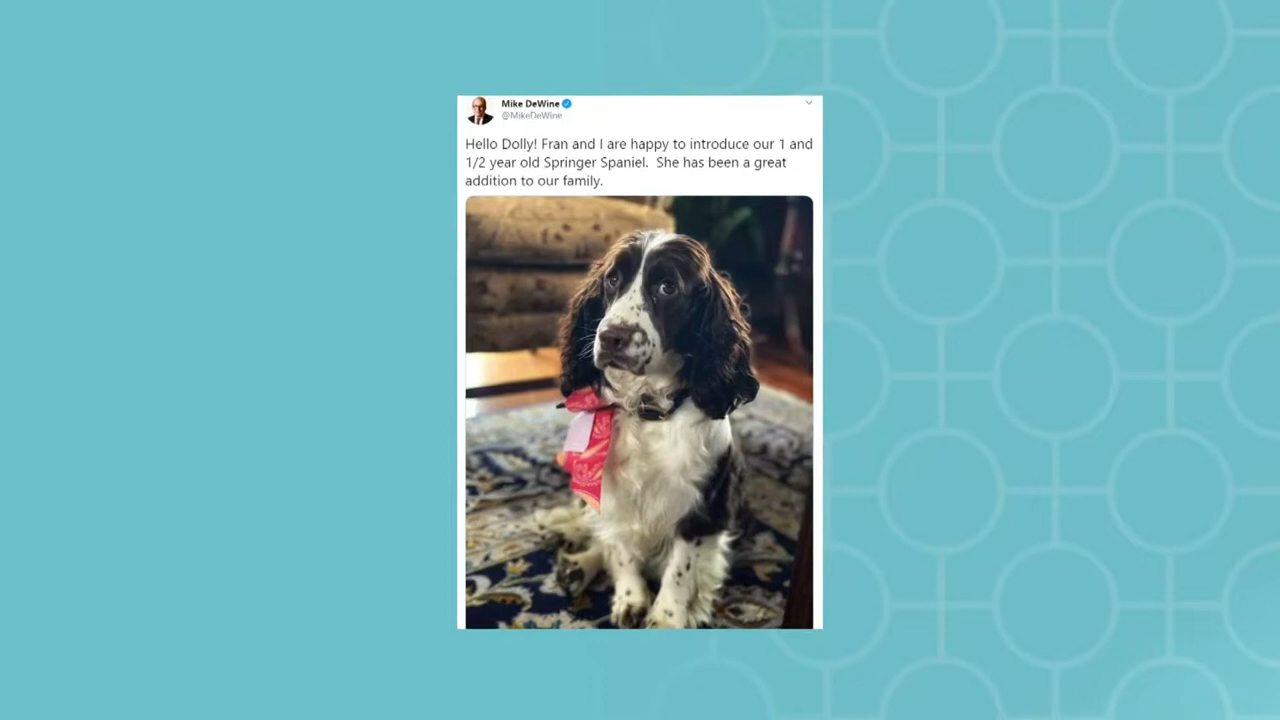 Mike DeWine
@MikeDeWine
Hello Dolly! Fran and I are happy to introduce our 1 and
1/2 year old Springer Spaniel.  She has been a great
addition to our family.